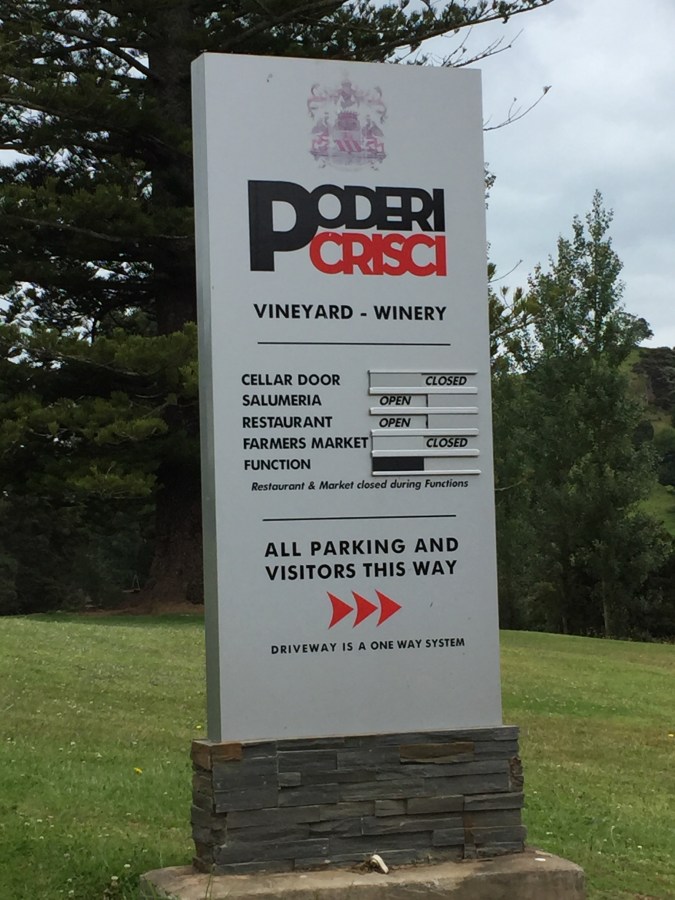 PODERI
CRISCI
VINEYARD - WINERY
CELLAR DOOR CLOSED
SALUMERIA OPEN
RESTAURANT OPEN
FARMERS MARKET CLOSED
FUNCTION
Restaurant & Market closed during Functions
ALL PARKING AND
VISITORS THIS WAY
DRIVEWAY IS A ONE WAY SYSTEM